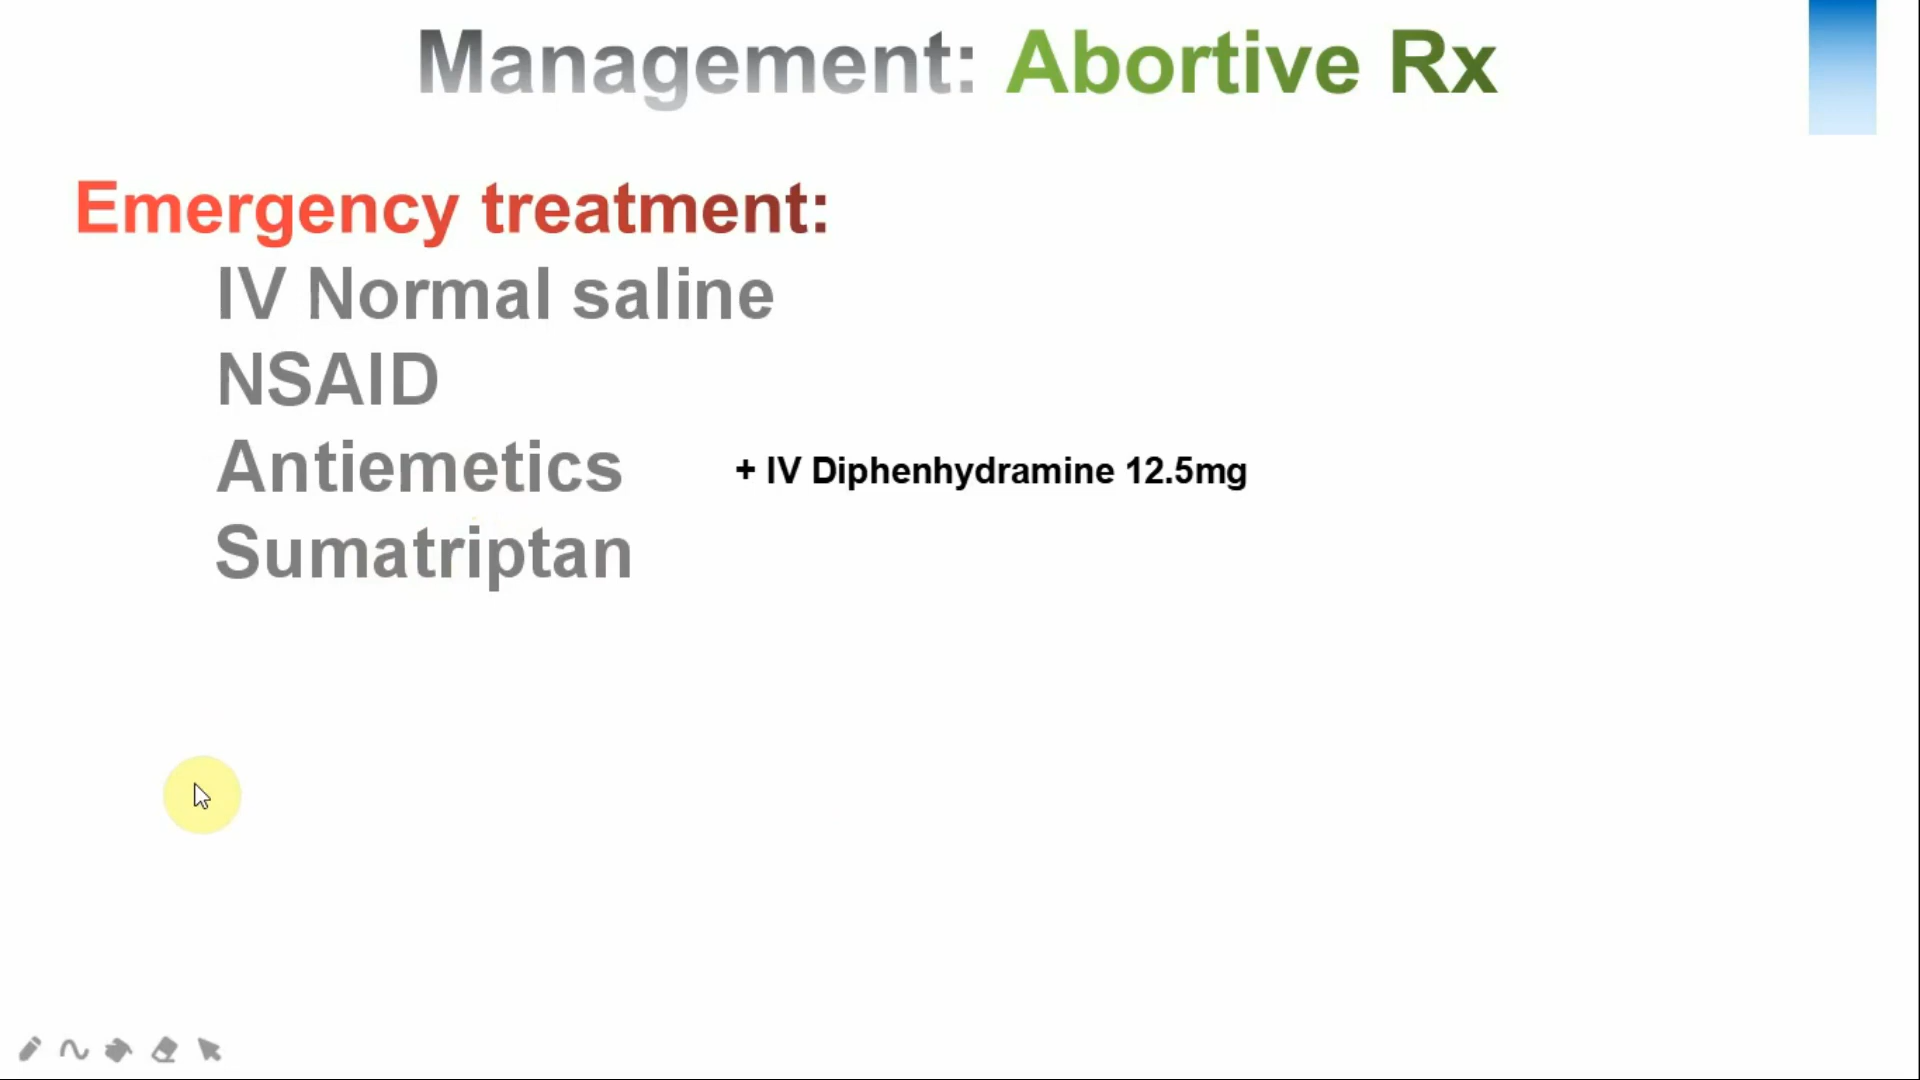 Management: Abortive Rx
Emergency treatment:
IV Normal saline
NSAID
Antiemetics + IV Diphenhydramine 12.5mg
Sumatriptan